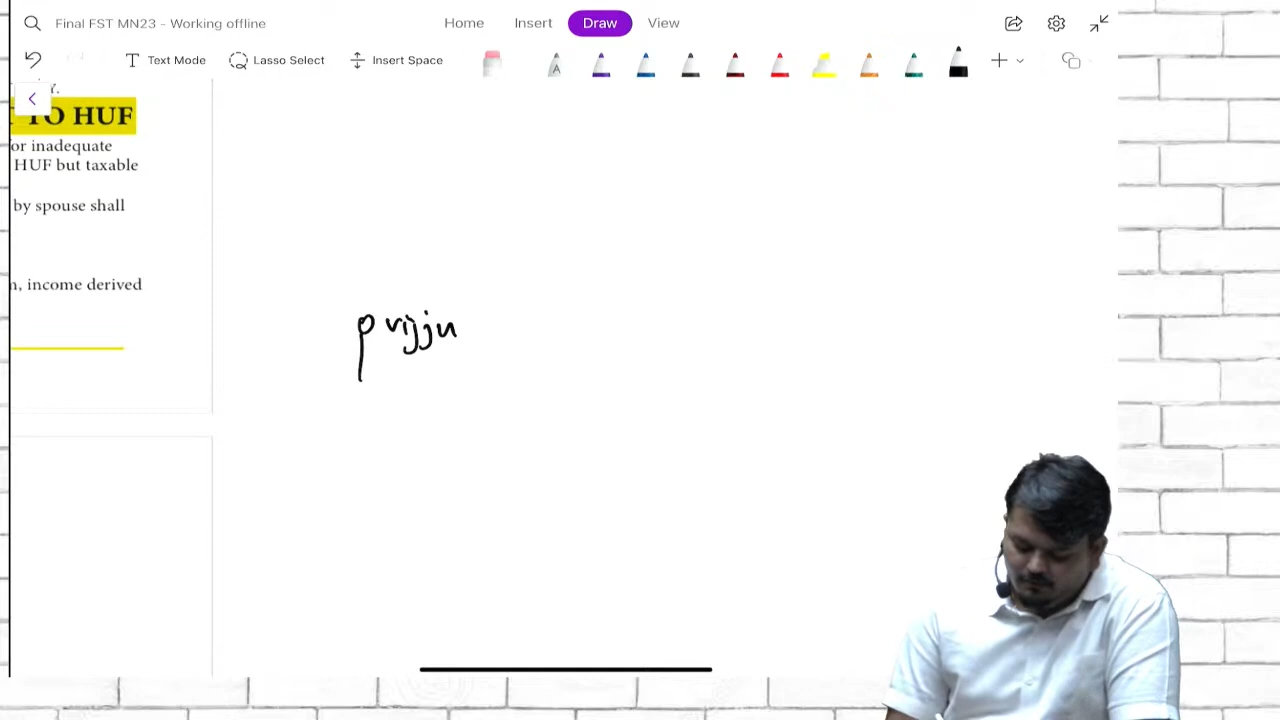 Final FST MN23 - Working offline
Home Insert Draw View
Text Mode Lasso Select Insert Space
A
r.
TO HUF
or inadequate
HUF but taxable
by spouse shall
n, income derived
p vijju